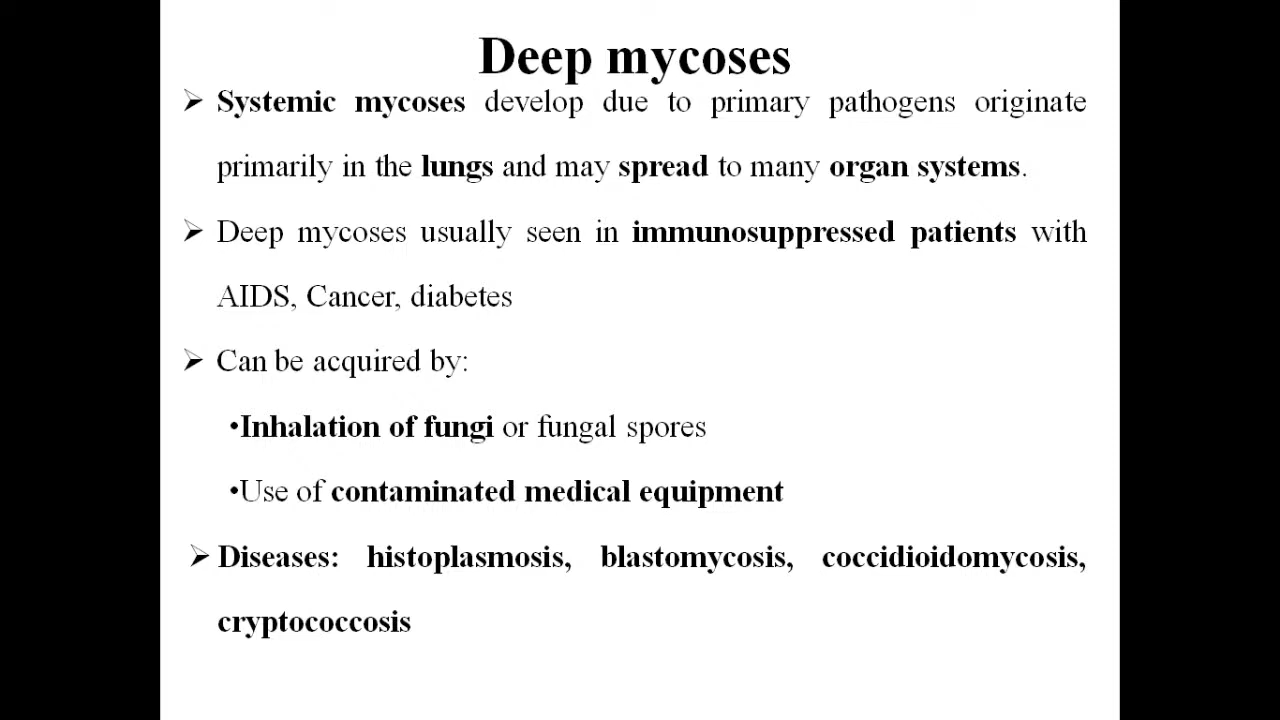 Deep mycoses
➢ Systemic mycoses develop due to primary pathogens originate
primarily in the lungs and may spread to many organ systems.
➢ Deep mycoses usually seen in immunosuppressed patients with
AIDS, Cancer, diabetes
➢ Can be acquired by:
•Inhalation of fungi or fungal spores
•Use of contaminated medical equipment
➢ Diseases: histoplasmosis, blastomycosis, coccidioidomycosis,
cryptococcosis